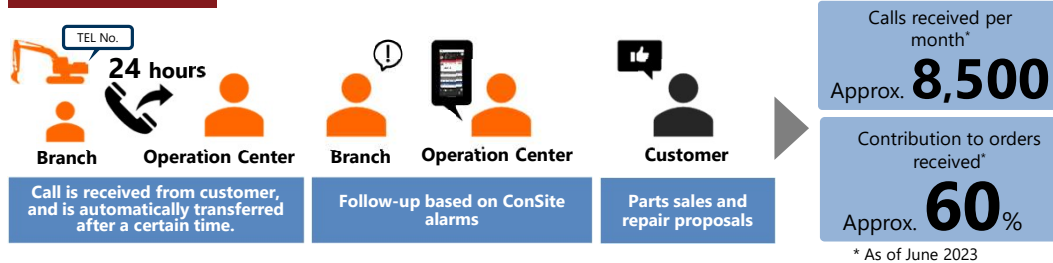 TEL No.
24 hours
Branch
Operation Center
Call is received from customer,
and is automatically transferred
after a certain time.
Branch
Operation Center
Follow-up based on ConSite
alarms
Customer
Parts sales and
repair proposals
Calls received per
month*
Approx. 8,500
Contribution to orders
received*
Approx. 60%
* As of June 2023